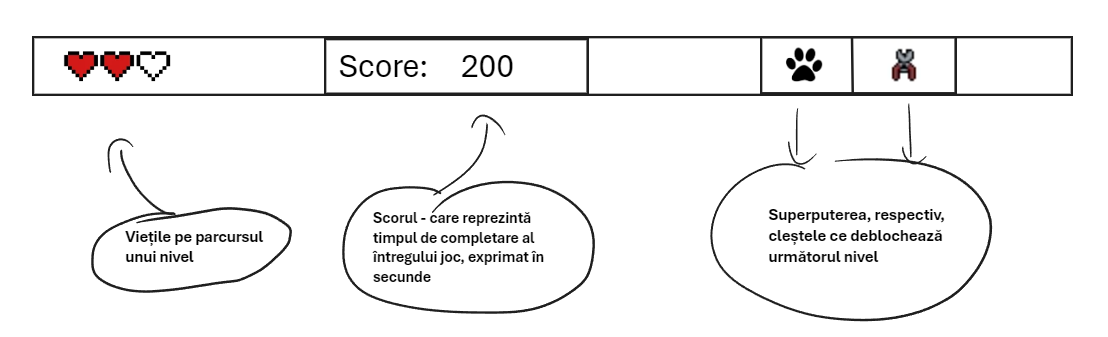 Score: 200
Viețile pe parcursul
unui nivel
Scorul - care reprezintă
timpul de completare al
întregului joc, exprimat în
secunde
Superputerea, respectiv,
cleștele ce deblochează
următorul nivel